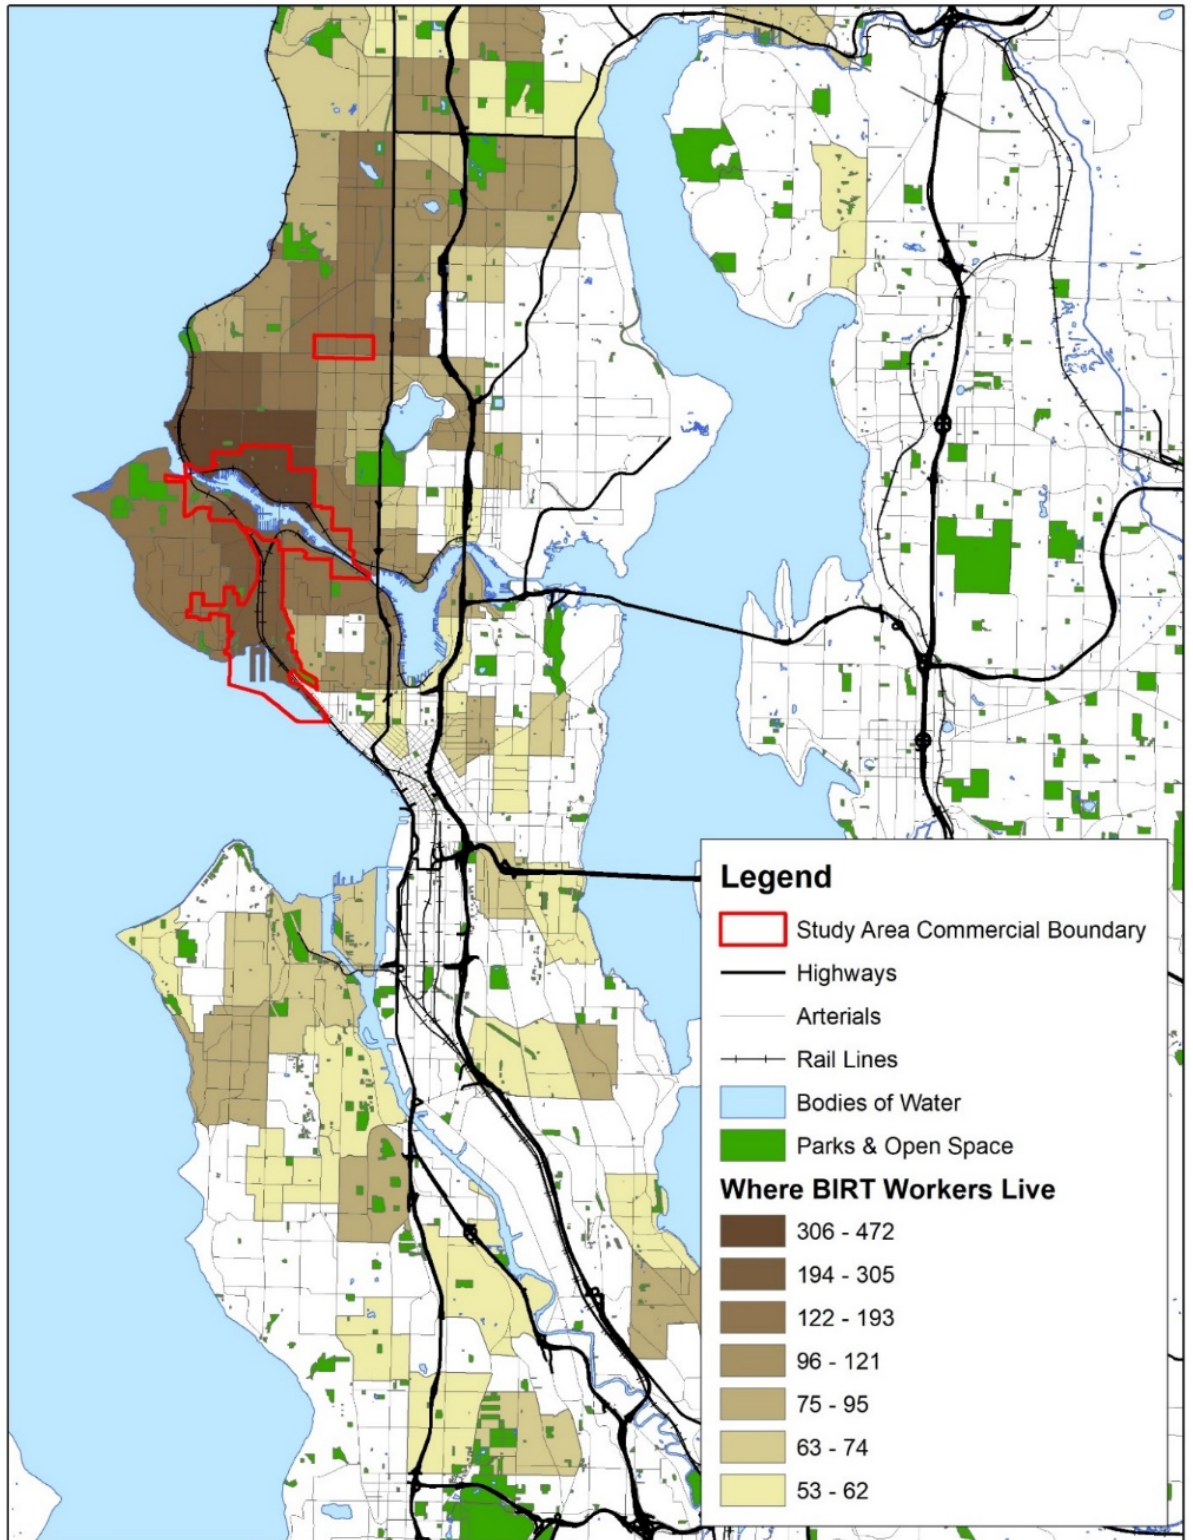 Legend
Study Area Commercial Boundary
Highways
Arterials
Rail Lines
Bodies of Water
Parks & Open Space
Where BIRT Workers Live
306 - 472
194 - 305
122 - 193
96 - 121
75 - 95
63 - 74
53 - 62